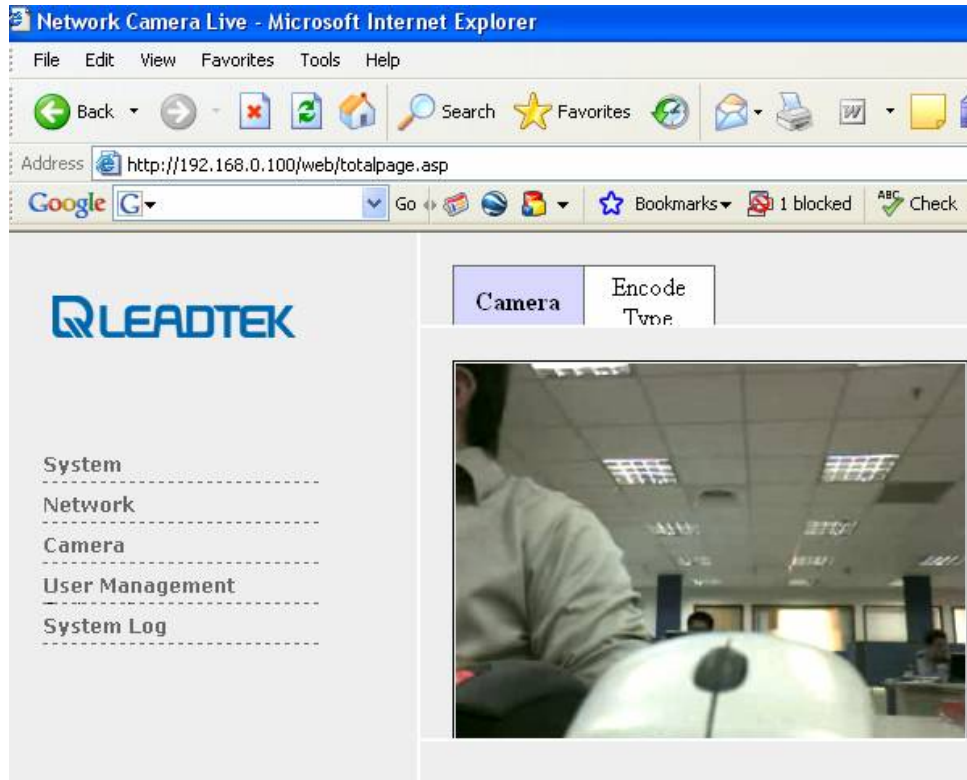 Network Camera Live - Microsoft Internet Explorer
File Edit View Favorites Tools Help
Back Search Favorites W
Address http://192.168.0.100/web/totalpage.asp
Google G Go Bookmarks 1 blocked ABC Check
LEADTEK
Camera
Encode
Type
System
Network
Camera
User Management
System Log